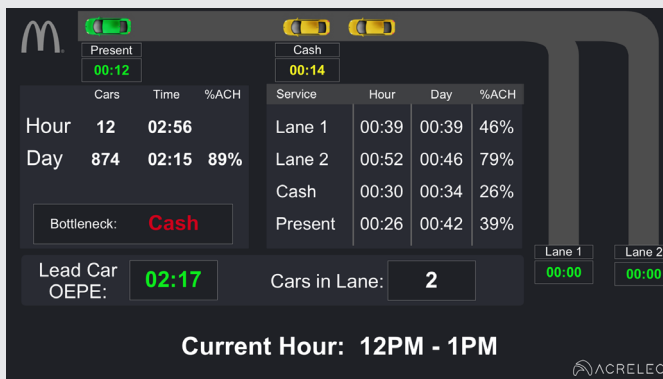 Present Cash
00:12 00:14
Cars Time %ACH
Hour 12 02:56
Day 874 02:15 89%
Bottleneck: Cash
Service Hour Day %ACH
Lane 1 00:39 00:39 46%
Lane 2 00:52 00:46 79%
Cash 00:30 00:34 26%
Present 00:26 00:42 39%
Lane 1 Lane 2
00:00 00:00
Lead Car
OEPE: 02:17
Cars in Lane: 2
Current Hour: 12PM - 1PM
ACRELEC